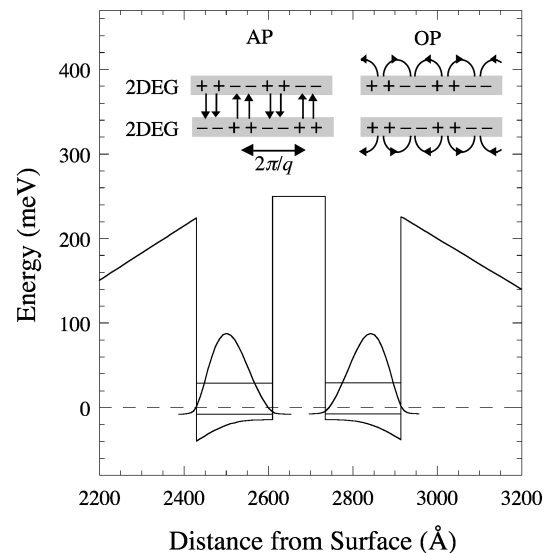 AP
OP
2DEG + + − − + + − −
+ + − − + + − −
2DEG − − + + − − + +
+ + − − + + − −
2π/q
400
300
200
100
0
Energy (meV)
2200 2400 2600 2800 3000 3200
Distance from Surface (Å)